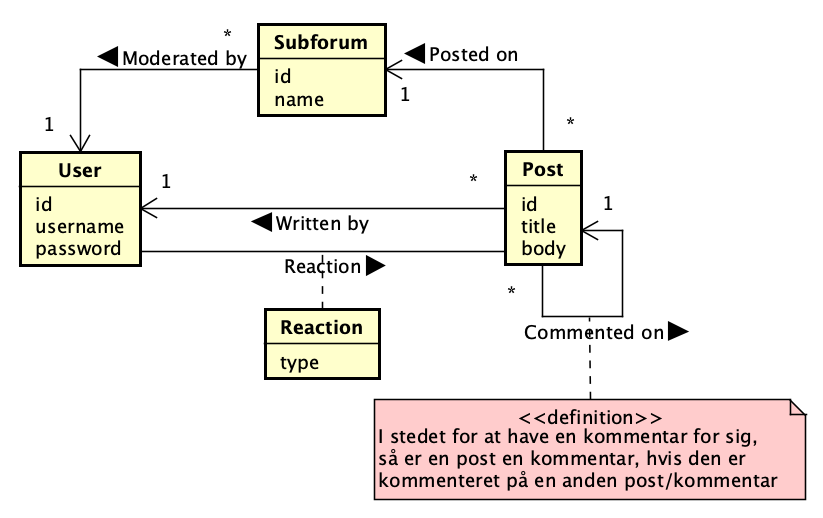 *
Subforum
Moderated by
Posted on
id
name
1
1
*
User
Post
1
*
1
id
username
password
id
title
body
Written by
Reaction
*
Reaction
type
Commented on
<<definition>>
I stedet for at have en kommentar for sig,
så er en post en kommentar, hvis den er
kommenteret på en anden post/kommentar